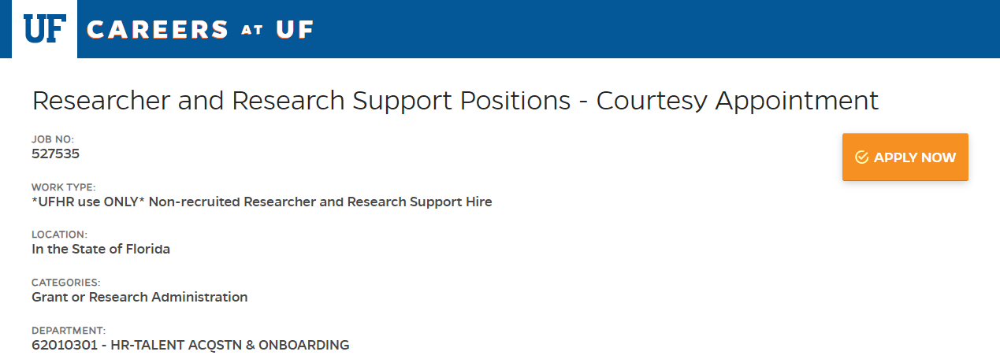 UF CAREERS AT UF
Researcher and Research Support Positions - Courtesy Appointment
JOB NO:
527535
APPLY NOW
WORK TYPE:
*UFHR use ONLY* Non-recruited Researcher and Research Support Hire
LOCATION:
In the State of Florida
CATEGORIES:
Grant or Research Administration
DEPARTMENT:
62010301 - HR-TALENT ACQSTN & ONBOARDING